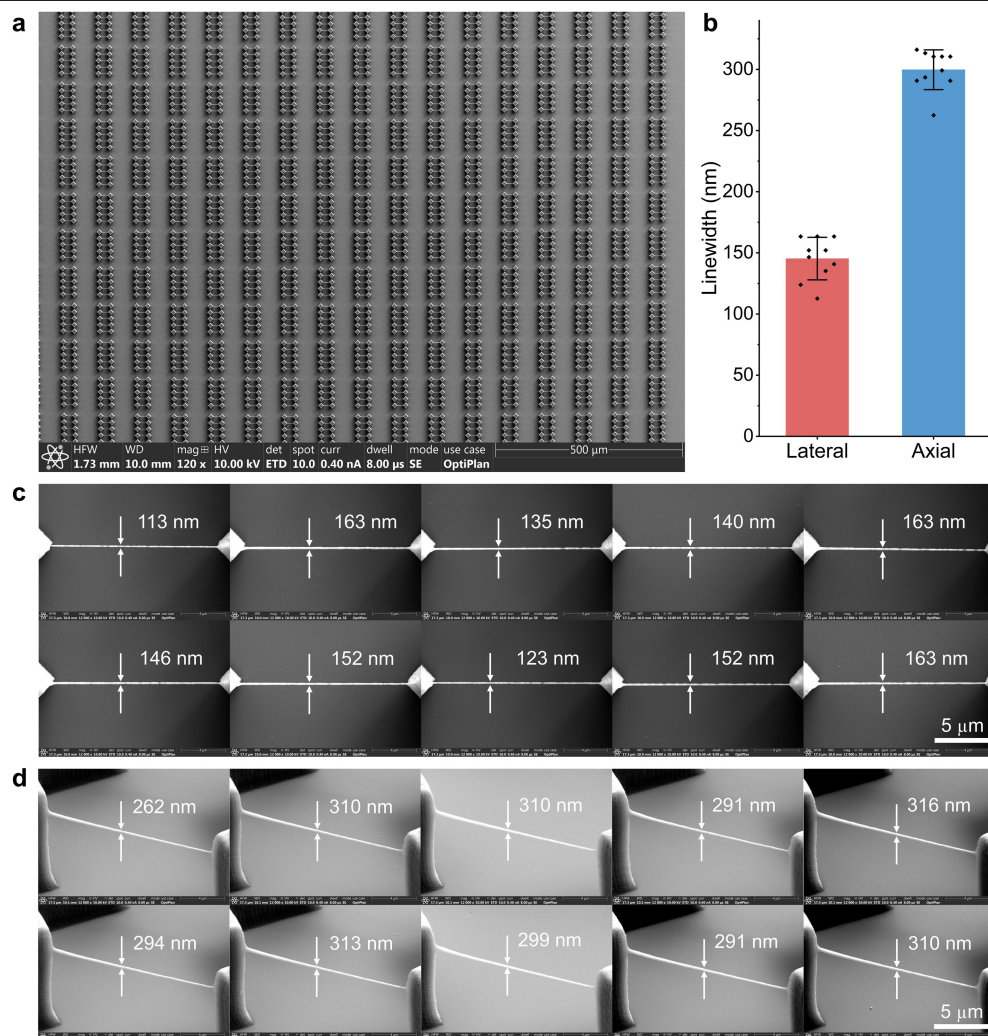 a
HFW WD mag HV det spot curr dwell mode use case
1.73 mm 10.0 mm 120 x 10.00 kV ETD 10.0 0.40 nA 8.00 µs SE OptiPlan
500 µm
b
Linewidth (nm)
300
250
200
150
100
50
0
Lateral Axial
c
113 nm 163 nm 135 nm 140 nm 163 nm
146 nm 152 nm 123 nm 152 nm 163 nm
5 µm
d
262 nm 310 nm 310 nm 291 nm 316 nm
294 nm 313 nm 299 nm 291 nm 310 nm
5 µm